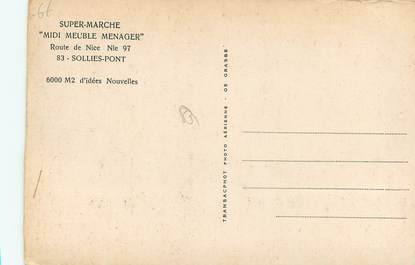 66
SUPER-MARCHE
"MIDI MEUBLE MENAGER"
Route de Nice Nle 97
83 - SOLLIES-PONT
6000 M2 d'idées Nouvelles
83
TRANSACPHOT PHOTO AÉRIENNE - 06 GRASSE